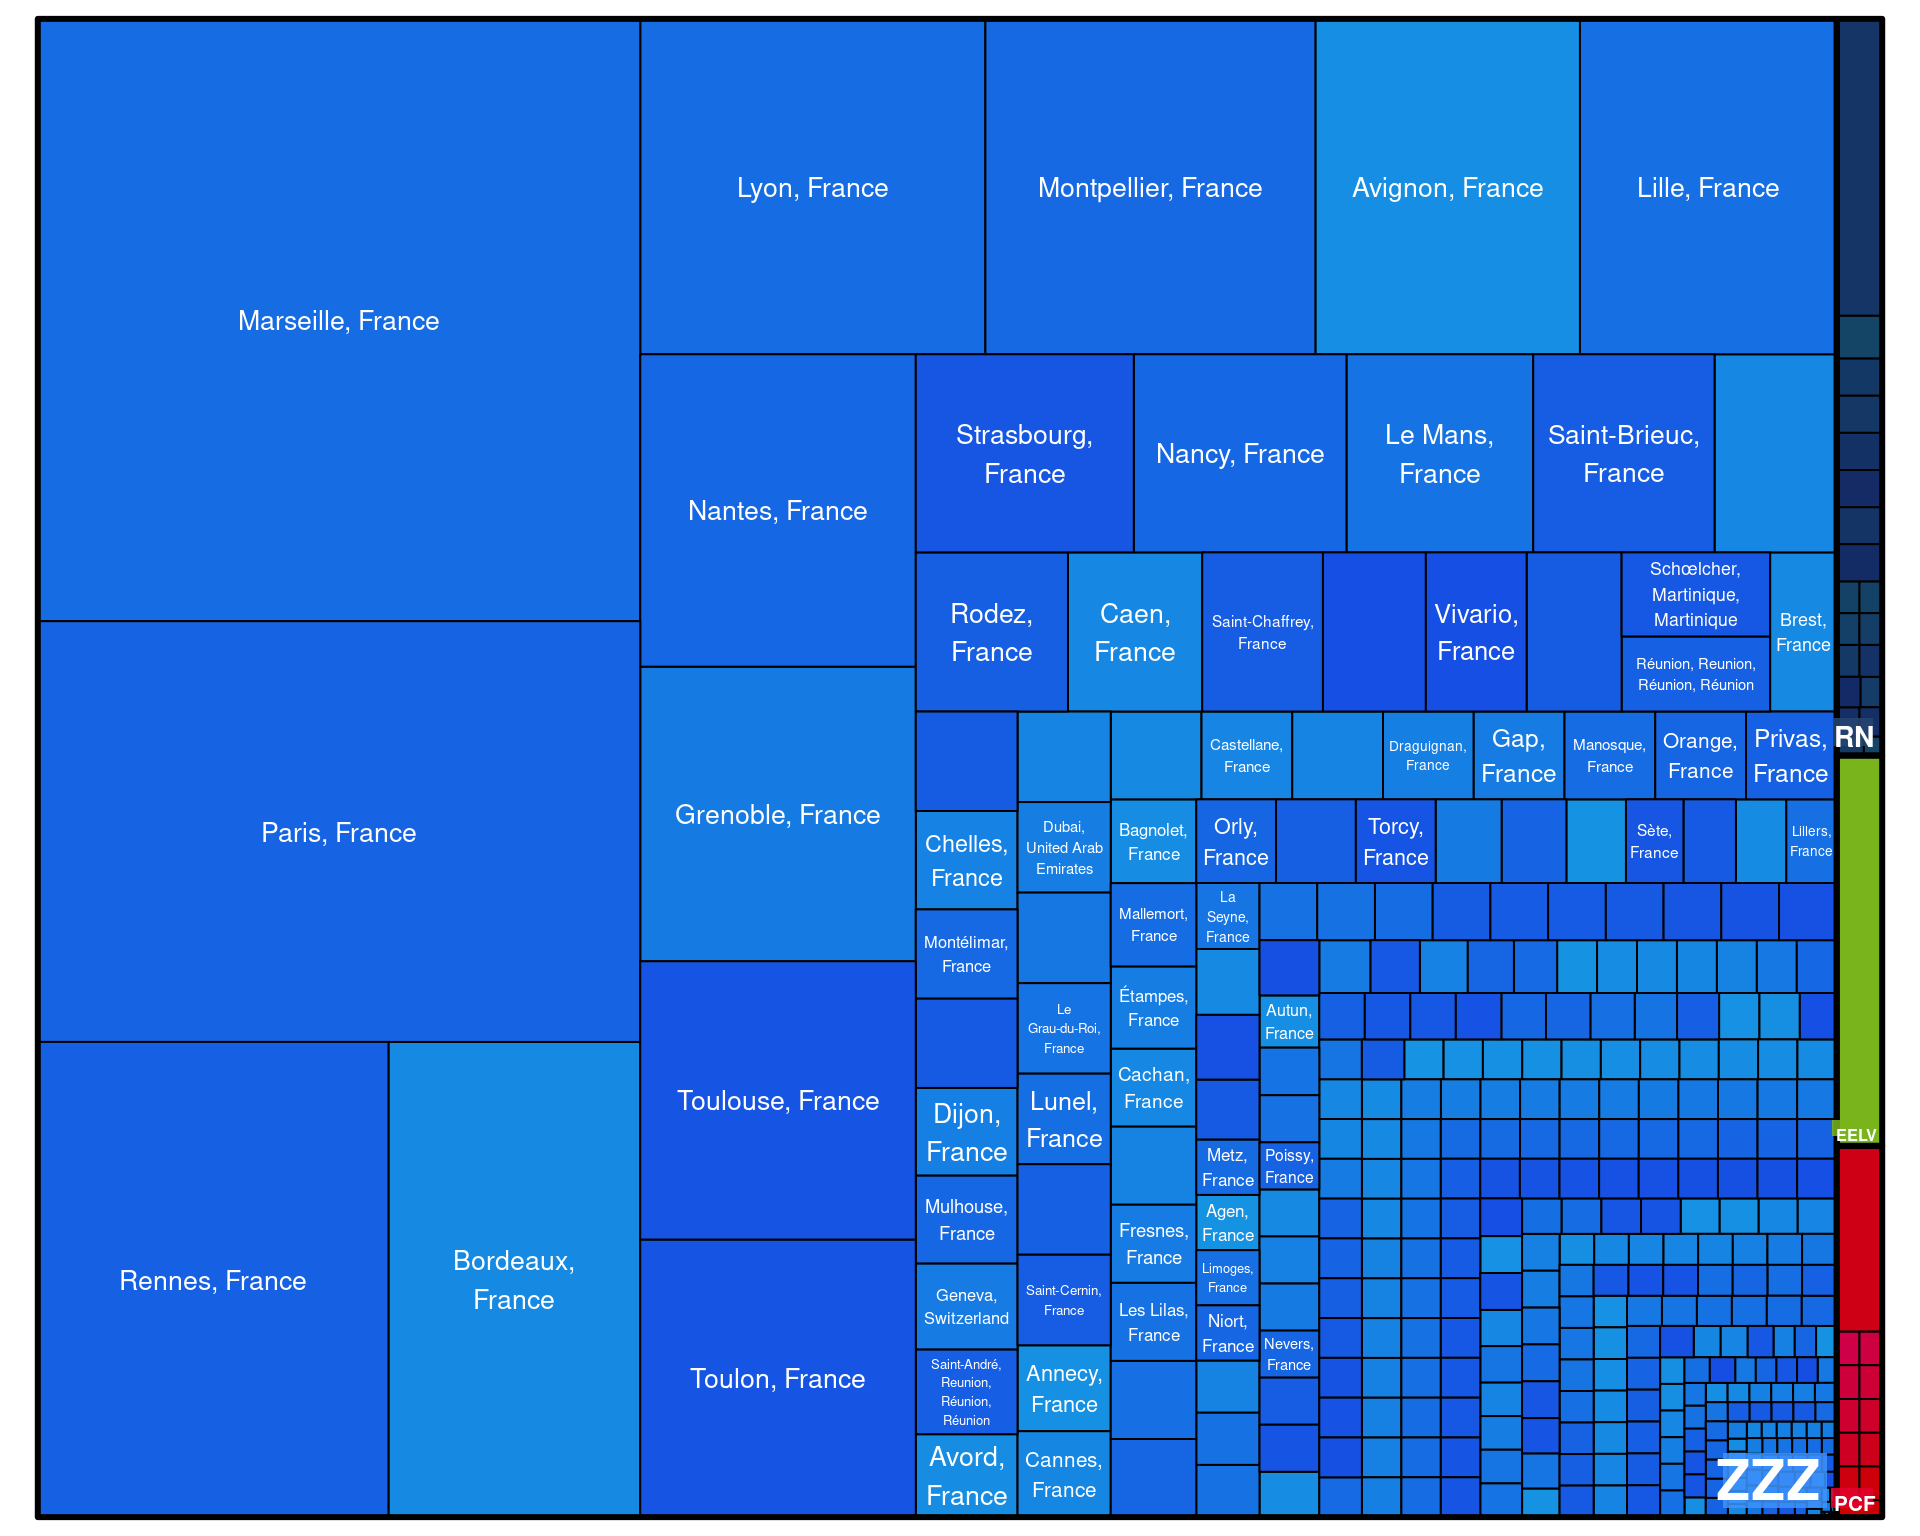 Marseille, France
Paris, France
Rennes, France
Bordeaux,
France
Lyon, France
Montpellier, France
Avignon, France
Lille, France
Nantes, France
Grenoble, France
Toulouse, France
Toulon, France
Strasbourg,
France
Nancy, France
Le Mans,
France
Saint-Brieuc,
France
Rodez,
France
Caen,
France
Saint-Chaffrey,
France
Vivario,
France
Schœlcher,
Martinique,
Martinique
Réunion, Reunion,
Réunion, Réunion
Brest,
France
Chelles,
France
Montélimar,
France
Dijon,
France
Mulhouse,
France
Geneva,
Switzerland
Saint-André,
Reunion,
Réunion,
Réunion
Avord,
France
Dubai,
United Arab
Emirates
Le
Grau-du-Roi,
France
Lunel,
France
Saint-Cernin,
France
Annecy,
France
Cannes,
France
Castellane,
France
Draguignan,
France
Gap,
France
Manosque,
France
Orange,
France
Privas,
France
Bagnolet,
France
Mallemort,
France
Étampes,
France
Cachan,
France
Fresnes,
France
Les Lilas,
France
Orly,
France
Torcy,
France
Sète,
France
Lillers,
France
La
Seyne,
France
Metz,
France
Agen,
France
Limoges,
France
Niort,
France
Autun,
France
Poissy,
France
Nevers,
France
ZZZ
RN
EELV
PCF